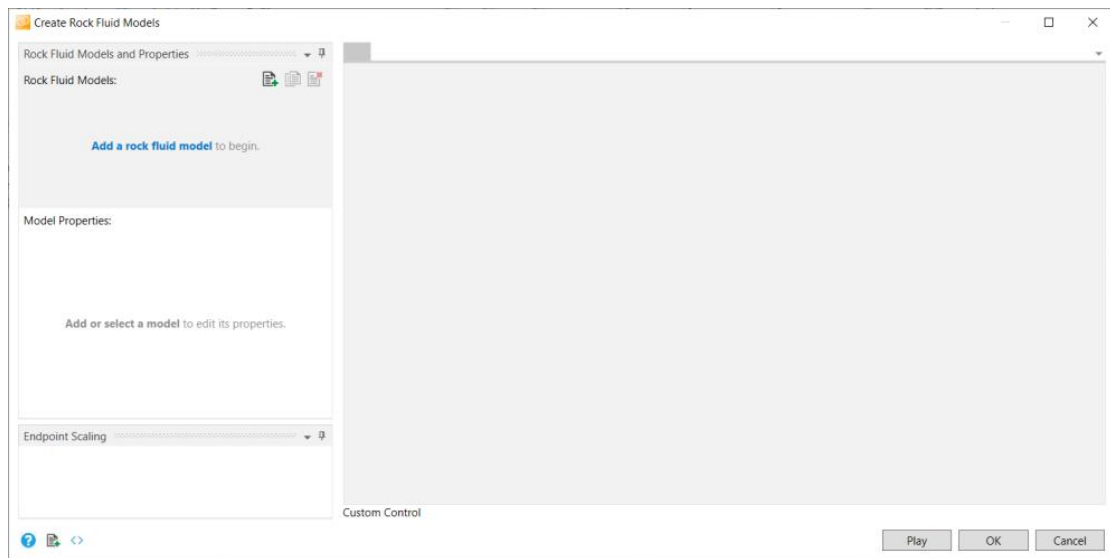 Create Rock Fluid Models
Rock Fluid Models and Properties
Rock Fluid Models:
Add a rock fluid model to begin.
Model Properties:
Add or select a model to edit its properties.
Endpoint Scaling
Custom Control
Play OK Cancel